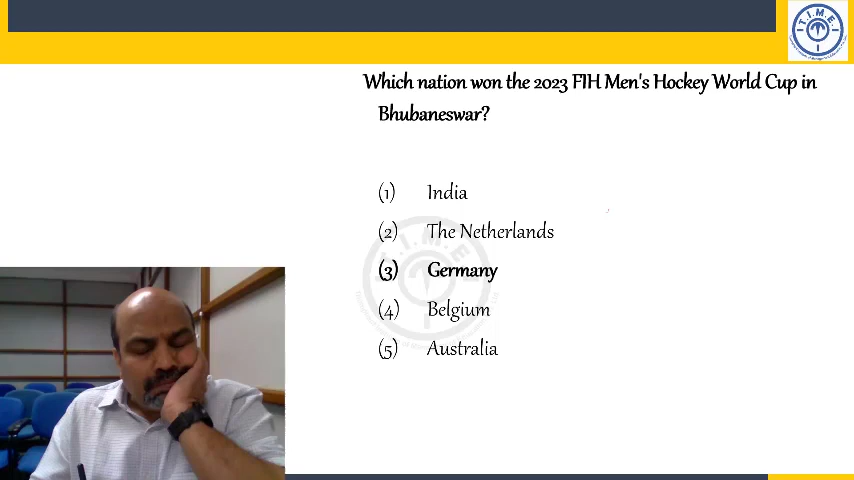 T.I.M.E.
Which nation won the 2023 FIH Men's Hockey World Cup in
Bhubaneswar?
(1) India
(2) The Netherlands
(3) Germany
(4) Belgium
(5) Australia
T.I.M.E.